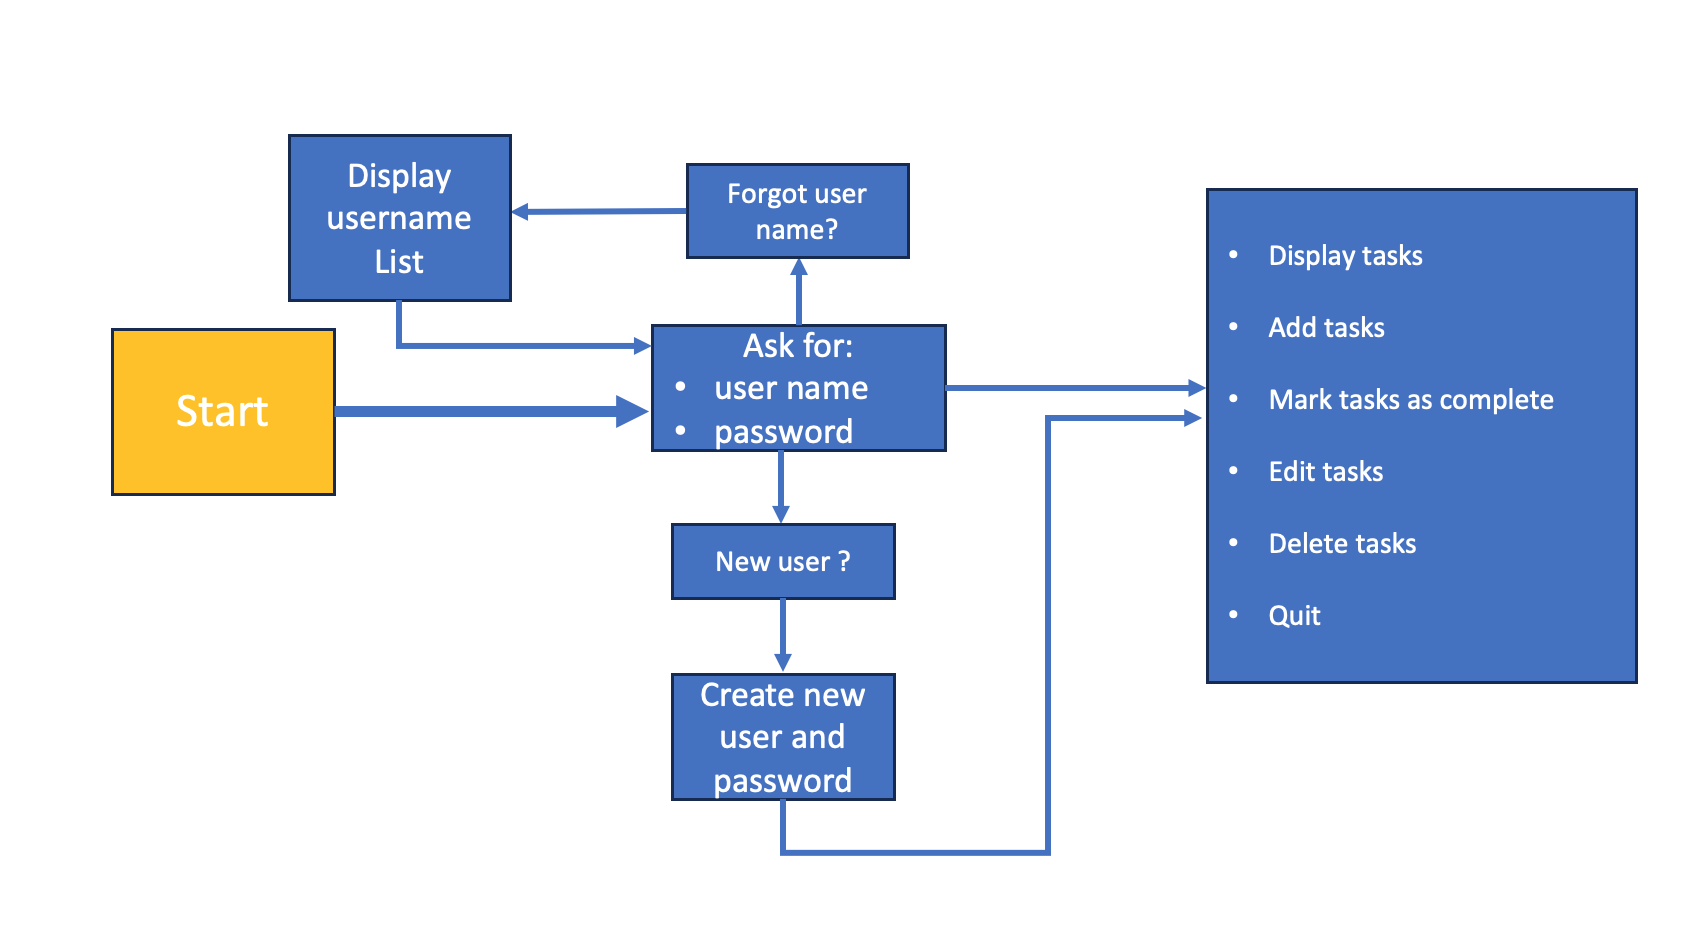 Display
username
List
Forgot user
name?
Start
Ask for:
• user name
• password
New user ?
Create new
user and
password
• Display tasks
• Add tasks
• Mark tasks as complete
• Edit tasks
• Delete tasks
• Quit